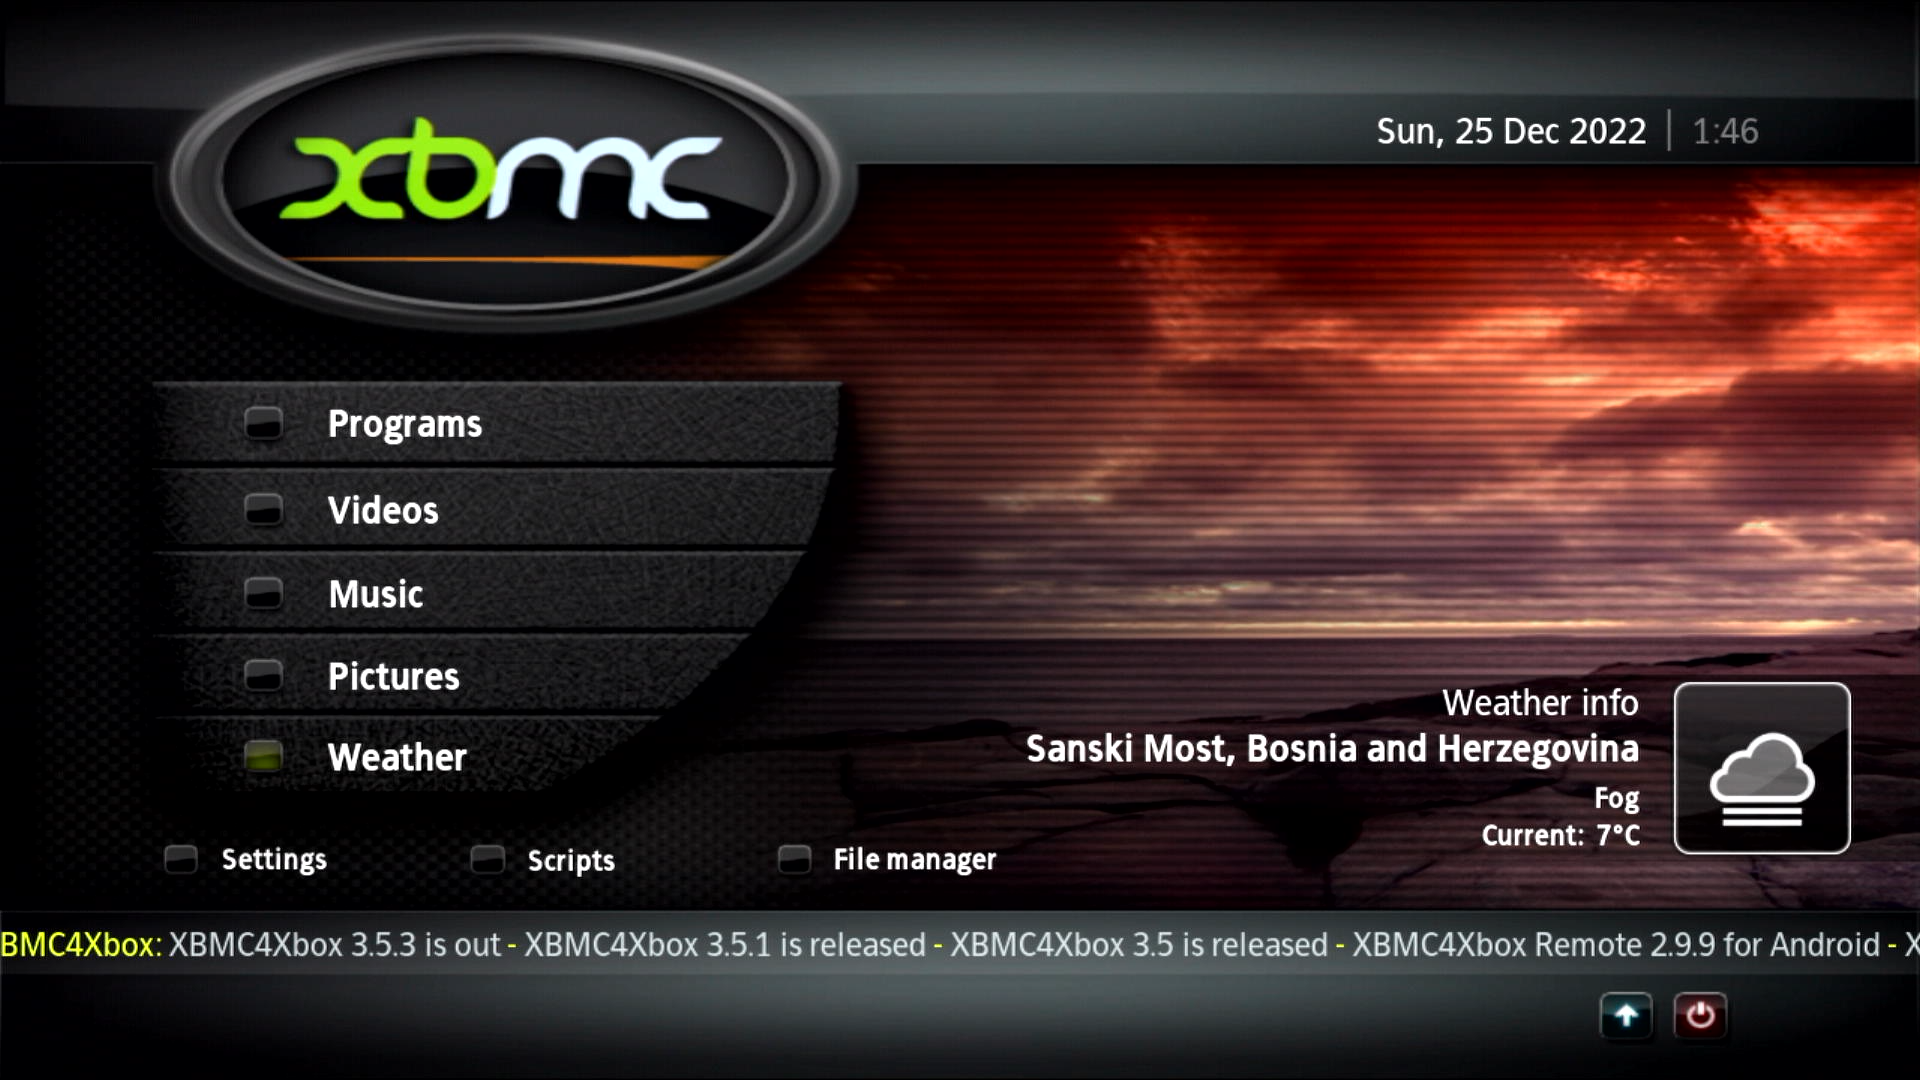 xbmc
Sun, 25 Dec 2022 | 1:46
Programs
Videos
Music
Pictures
Weather
Weather info
Sanski Most, Bosnia and Herzegovina
Fog
Current: 7°C
Settings
Scripts
File manager
BMC4Xbox: XBMC4Xbox 3.5.3 is out - XBMC4Xbox 3.5.1 is released - XBMC4Xbox 3.5 is released - XBMC4Xbox Remote 2.9.9 for Android - X